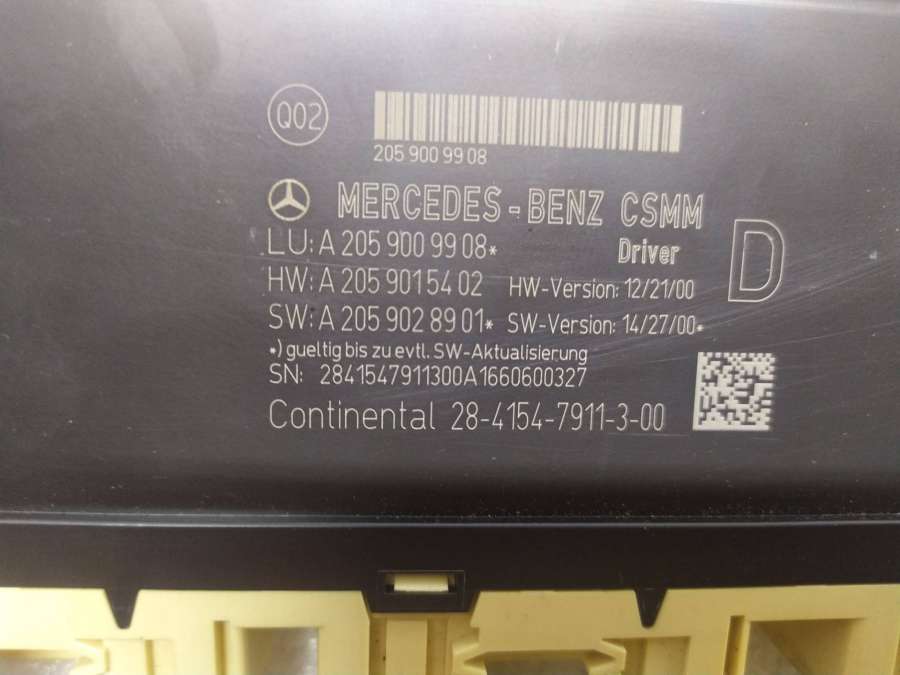 Q02
205 900 99 08
MERCEDES-BENZ CSMM
LU: A 205 900 99 08*
Driver
D
HW: A 205 901 54 02 HW-Version: 12/21/00
SW: A 205 902 89 01* SW-Version: 14/27/00*
*) gueltig bis zu evtl. SW-Aktualisierung
SN: 2841547911300A1660600327
Continental 28-4154-7911-3-00